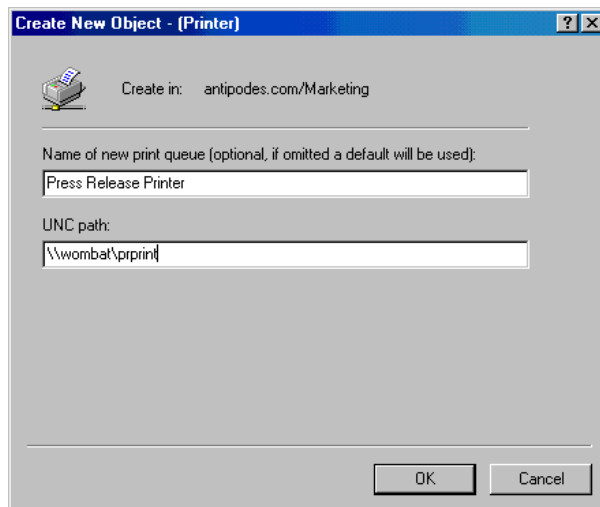 Create New Object - (Printer)
Create in: antipodes.com/Marketing
Name of new print queue (optional, if omitted a default will be used):
Press Release Printer
UNC path:
\\wombat\prprint
OK Cancel